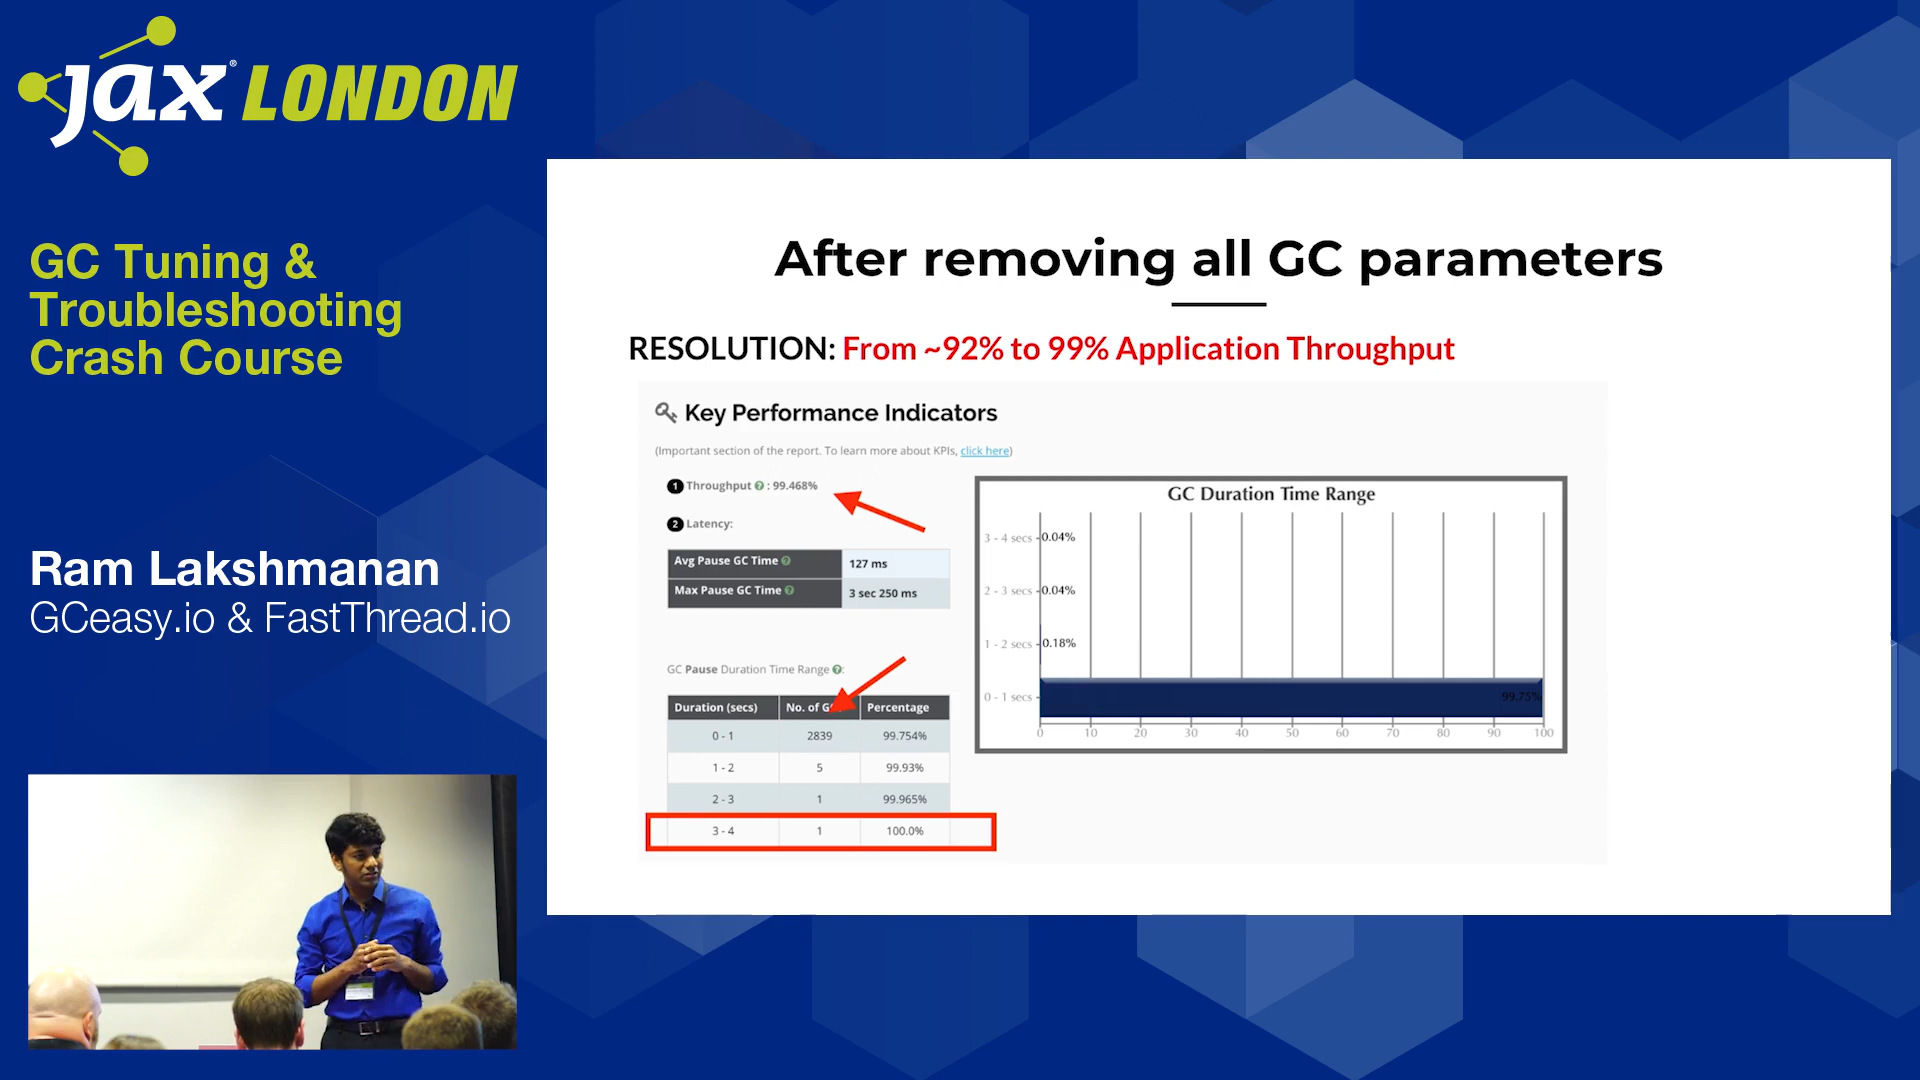 jax® LONDON
GC Tuning &
Troubleshooting
Crash Course
Ram Lakshmanan
GCeasy.io & FastThread.io
After removing all GC parameters
RESOLUTION: From ~92% to 99% Application Throughput
Key Performance Indicators
(Important section of the report. To learn more about KPIs, click here)
1 Throughput ? : 99.468%
2 Latency:
Avg Pause GC Time ? 127 ms
Max Pause GC Time ? 3 sec 250 ms
GC Pause Duration Time Range ?:
Duration (secs) No. of Percentage
0 - 1 2839 99.754%
1 - 2 5 99.93%
2 - 3 1 99.965%
3 - 4 1 100.0%
GC Duration Time Range
3 - 4 secs 0.04%
2 - 3 secs 0.04%
1 - 2 secs 0.18%
0 - 1 secs 99.75%
0 10 20 30 40 50 60 70 80 90 100